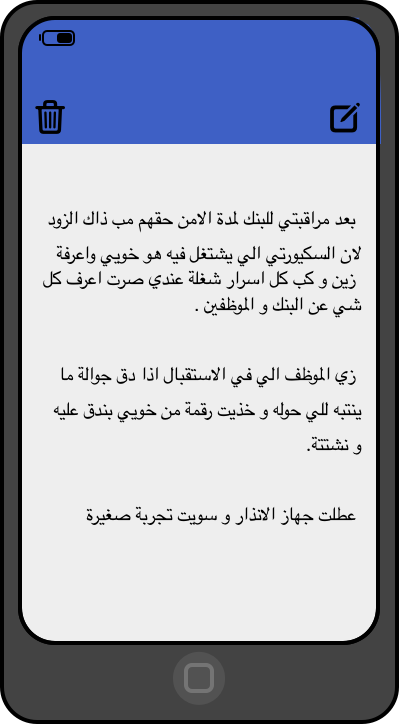 بعد مراقبتي للبنك لمدة الامن حقهم مب ذاك الزود
لان السكيورتي الي يشتغل فيه هو خويي واعرفة
زين و كب كل اسرار شغلة عندي صرت اعرف كل
شي عن البنك و الموظفين .
زي الموظف الي في الاستقبال اذا دق جوالة ما
ينتبه للي حوله و خذيت رقمة من خويي بندق عليه
و نشتتة.
عطلت جهاز الانذار و سويت تجربة صغيرة